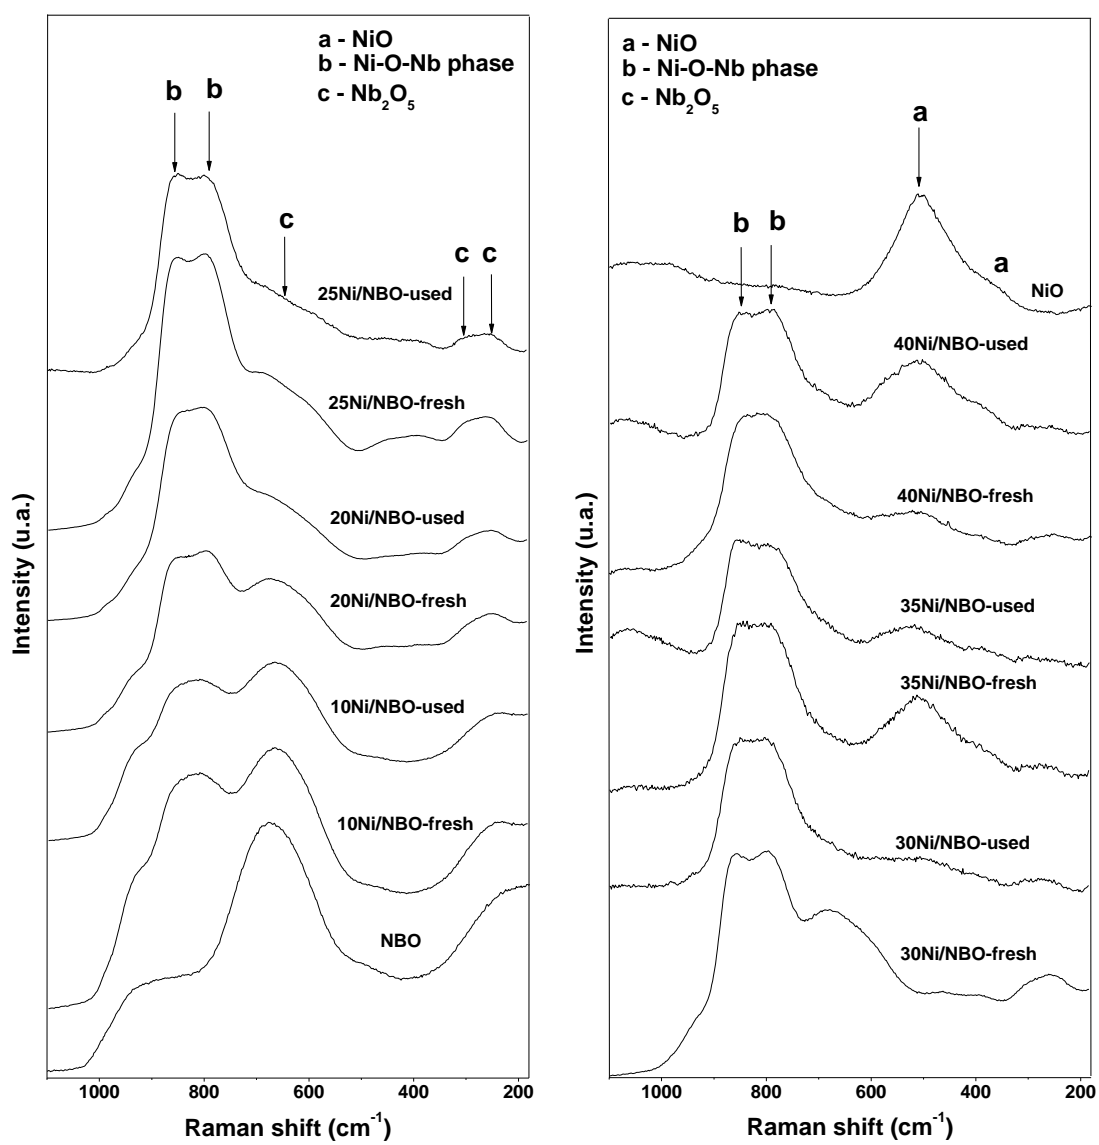 a - NiO
b - Ni-O-Nb phase
c - Nb₂O₅
b b
c
c c
25Ni/NBO-used
25Ni/NBO-fresh
20Ni/NBO-used
20Ni/NBO-fresh
10Ni/NBO-used
10Ni/NBO-fresh
NBO
Intensity (u.a.)
1000 800 600 400 200
Raman shift (cm⁻¹)
a - NiO
b - Ni-O-Nb phase
c - Nb₂O₅
a
b b
a
NiO
40Ni/NBO-used
40Ni/NBO-fresh
35Ni/NBO-used
35Ni/NBO-fresh
30Ni/NBO-used
30Ni/NBO-fresh
Intensity (u.a.)
1000 800 600 400 200
Raman shift (cm⁻¹)